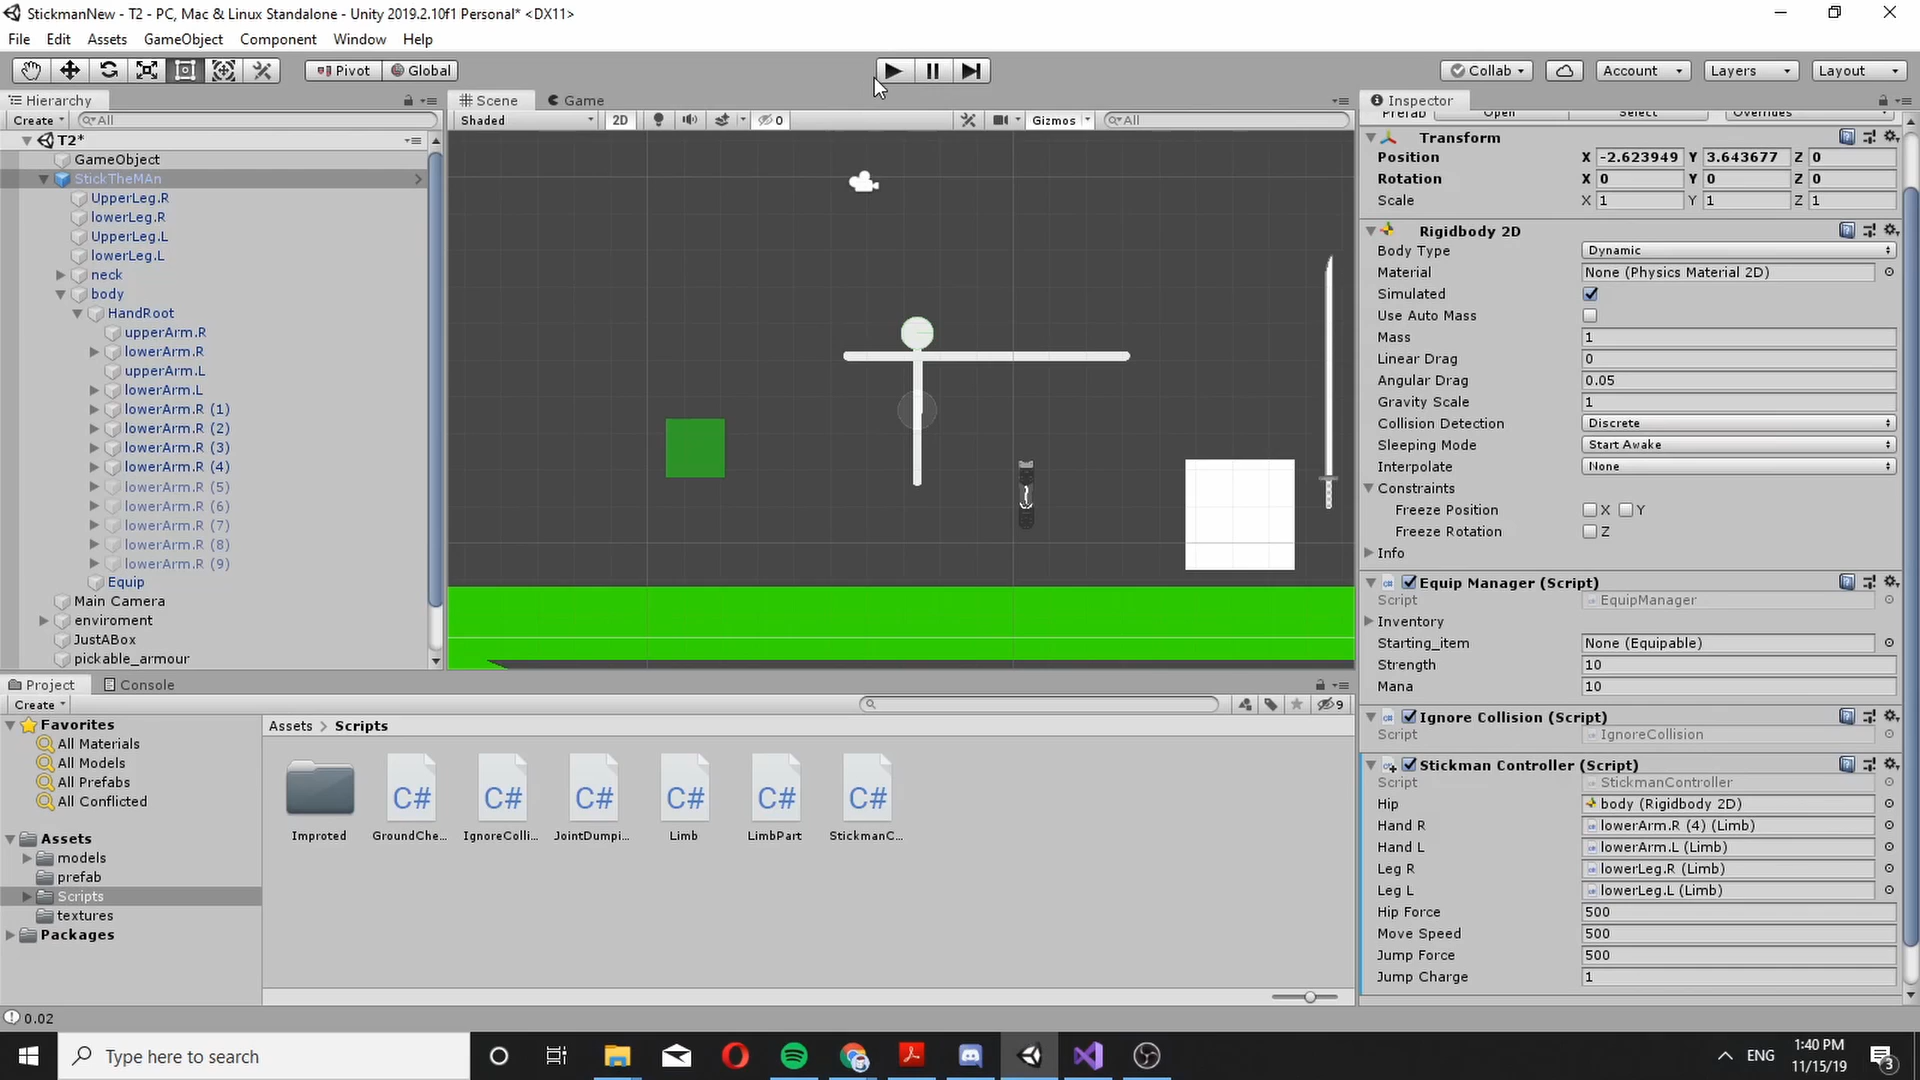 StickmanNew - T2 - PC, Mac & Linux Standalone - Unity 2019.2.10f1 Personal* <DX11>
File Edit Assets GameObject Component Window Help
Pivot Global Collab Account Layers Layout
Hierarchy
Create All
T2*
GameObject
StickTheMAn
UpperLeg.R
lowerLeg.R
UpperLeg.L
lowerLeg.L
neck
body
HandRoot
upperArm.R
lowerArm.R
upperArm.L
lowerArm.L
lowerArm.R (1)
lowerArm.R (2)
lowerArm.R (3)
lowerArm.R (4)
lowerArm.R (5)
lowerArm.R (6)
lowerArm.R (7)
lowerArm.R (8)
lowerArm.R (9)
Equip
Main Camera
enviroment
JustABox
pickable_armour
Scene Game
Shaded 2D 0 Gizmos All
Inspector
Prefab Open Select Overrides
Transform
Position X -2.623949 Y 3.643677 Z 0
Rotation X 0 Y 0 Z 0
Scale X 1 Y 1 Z 1
Rigidbody 2D
Body Type Dynamic
Material None (Physics Material 2D)
Simulated
Use Auto Mass
Mass 1
Linear Drag 0
Angular Drag 0.05
Gravity Scale 1
Collision Detection Discrete
Sleeping Mode Start Awake
Interpolate None
Constraints
Freeze Position X Y
Freeze Rotation Z
Info
Equip Manager (Script)
Script EquipManager
Inventory
Starting_item None (Equipable)
Strength 10
Mana 10
Ignore Collision (Script)
Script IgnoreCollision
Stickman Controller (Script)
Script StickmanController
Hip body (Rigidbody 2D)
Hand R lowerArm.R (4) (Limb)
Hand L lowerArm.L (Limb)
Leg R lowerLeg.R (Limb)
Leg L lowerLeg.L (Limb)
Hip Force 500
Move Speed 500
Jump Force 500
Jump Charge 1
Project Console
Create 9
Favorites
All Materials
All Models
All Prefabs
All Conflicted
Assets
models
prefab
Scripts
textures
Packages
Assets > Scripts
C# C# C# C# C# C#
Improted GroundChe... IgnoreColli... JointDumpi... Limb LimbPart StickmanC...
0.02
Type here to search
ENG
1:40 PM
11/15/19
3